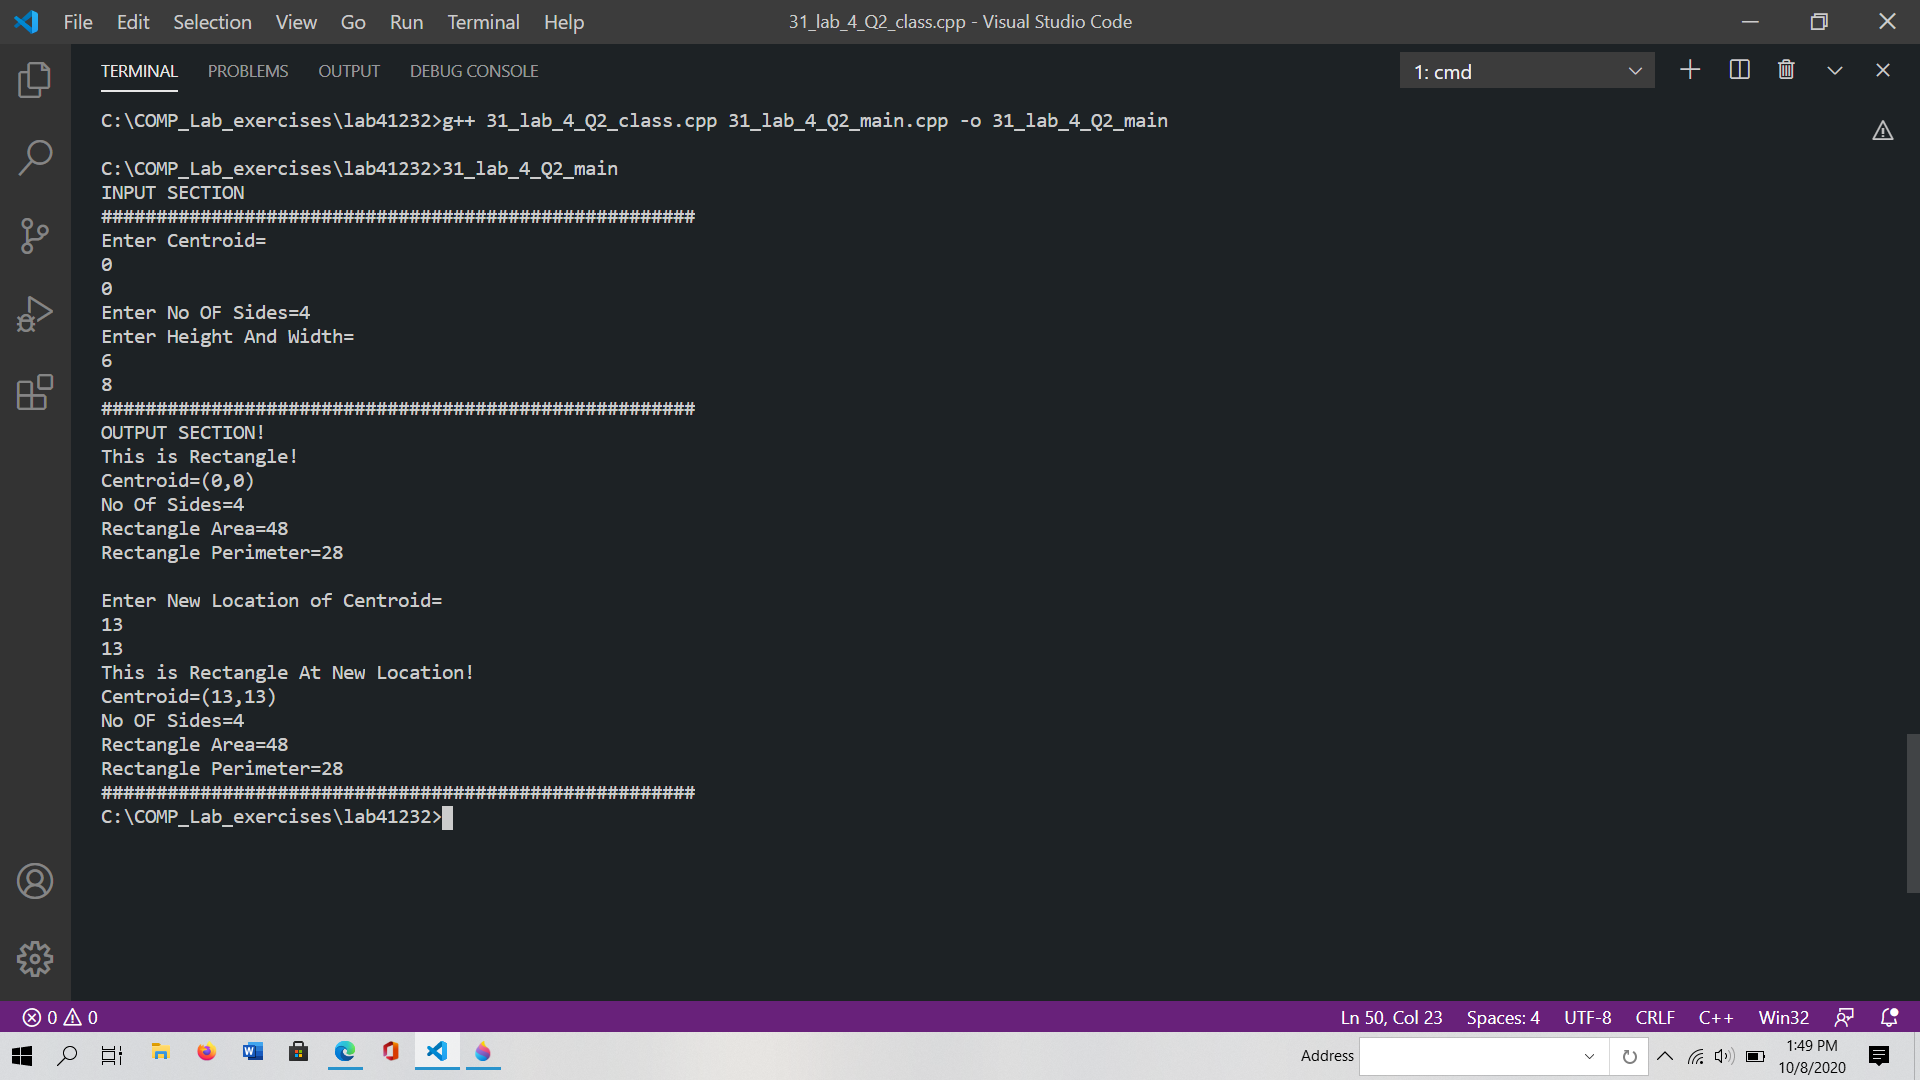 File Edit Selection View Go Run Terminal Help
31_lab_4_Q2_class.cpp - Visual Studio Code
TERMINAL PROBLEMS OUTPUT DEBUG CONSOLE
1: cmd
C:\COMP_Lab_exercises\lab41232>g++ 31_lab_4_Q2_class.cpp 31_lab_4_Q2_main.cpp -o 31_lab_4_Q2_main
C:\COMP_Lab_exercises\lab41232>31_lab_4_Q2_main
INPUT SECTION
######################################################
Enter Centroid=
0
0
Enter No OF Sides=4
Enter Height And Width=
6
8
######################################################
OUTPUT SECTION!
This is Rectangle!
Centroid=(0,0)
No Of Sides=4
Rectangle Area=48
Rectangle Perimeter=28
Enter New Location of Centroid=
13
13
This is Rectangle At New Location!
Centroid=(13,13)
No OF Sides=4
Rectangle Area=48
Rectangle Perimeter=28
######################################################
C:\COMP_Lab_exercises\lab41232>
0 0
Ln 50, Col 23 Spaces: 4 UTF-8 CRLF C++ Win32
Address
1:49 PM
10/8/2020